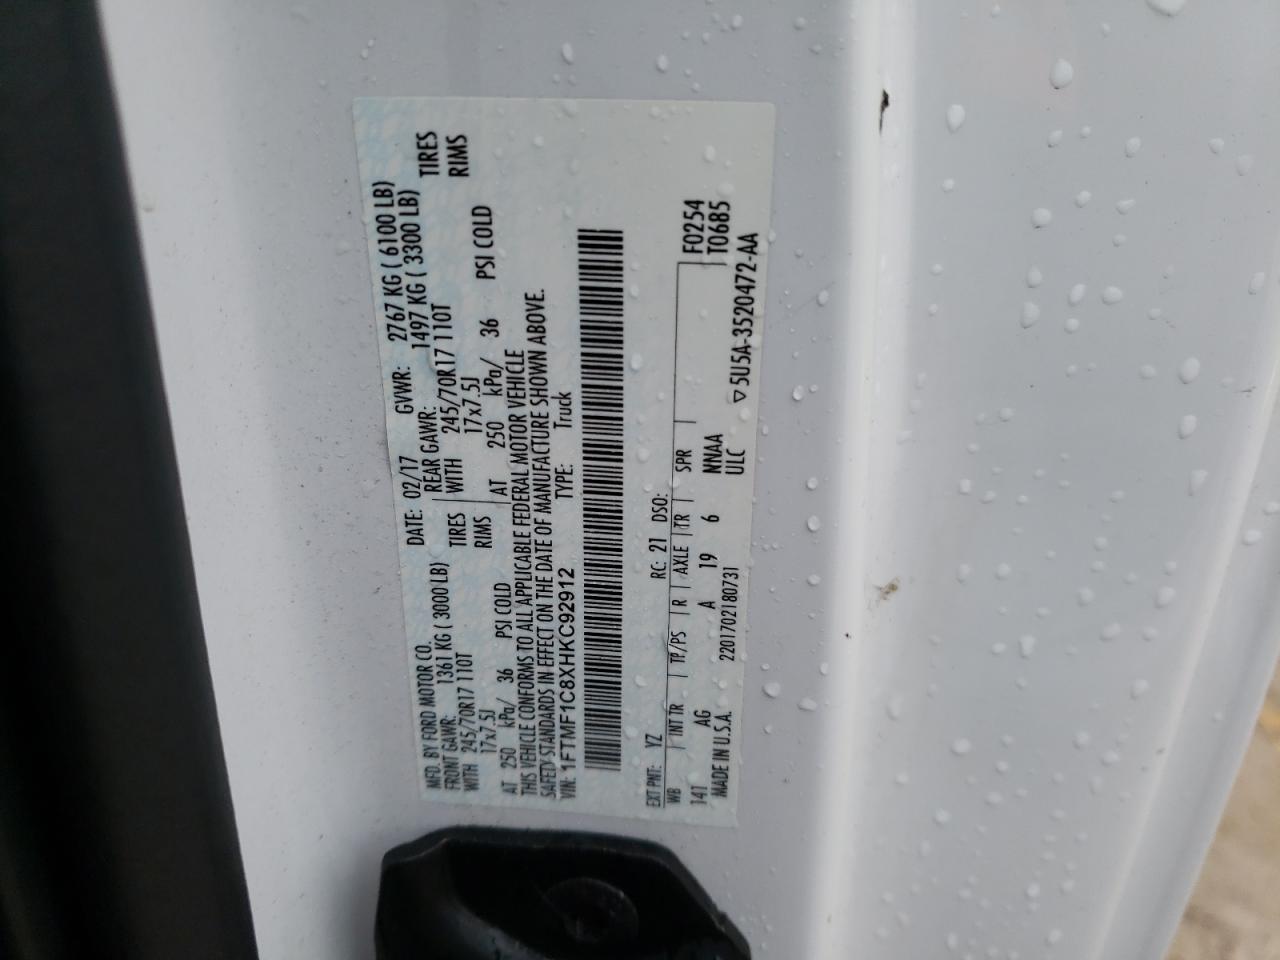 MFD. BY FORD MOTOR CO.
DATE: 02/17 GVWR: 2767 KG ( 6100 LB)
FRONT GAWR: 1361 KG ( 3000 LB) REAR GAWR: 1497 KG ( 3300 LB)
WITH 245/70R17 110T TIRES WITH 245/70R17 110T TIRES
17x7.5J RIMS 17x7.5J RIMS
AT 250 kPa/ 36 PSI COLD AT 250 kPa/ 36 PSI COLD
THIS VEHICLE CONFORMS TO ALL APPLICABLE FEDERAL MOTOR VEHICLE
SAFETY STANDARDS IN EFFECT ON THE DATE OF MANUFACTURE SHOWN ABOVE.
VIN: 1FTMF1C8XHKC92912 TYPE: Truck
EXT PNT: YZ RC: 21 DSO:
WB INT TR TP/PS R AXLE TR SPR F0254
141 AG A 19 6 NNAA T0685
MADE IN U.S.A. 2201702180731 ULC
▽5U5A-3520472-AA